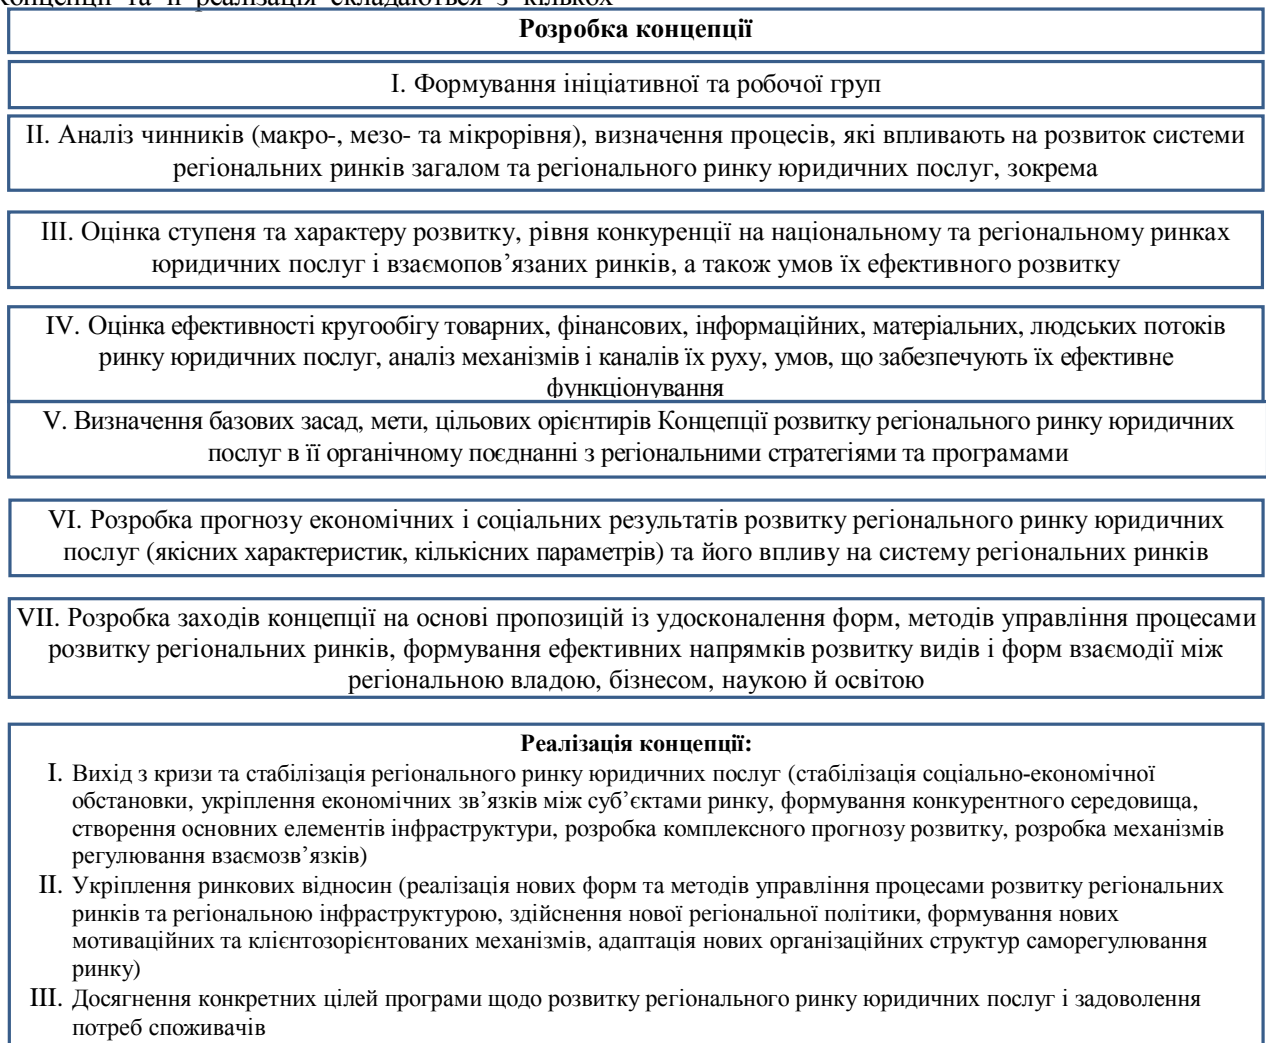 концепції та її реалізація складаються з кількох
Розробка концепції
I. Формування ініціативної та робочої груп
II. Аналіз чинників (макро-, мезо- та мікрорівня), визначення процесів, які впливають на розвиток системи
регіональних ринків загалом та регіонального ринку юридичних послуг, зокрема
III. Оцінка ступеня та характеру розвитку, рівня конкуренції на національному та регіональному ринках
юридичних послуг і взаємопов’язаних ринків, а також умов їх ефективного розвитку
IV. Оцінка ефективності кругообігу товарних, фінансових, інформаційних, матеріальних, людських потоків
ринку юридичних послуг, аналіз механізмів і каналів їх руху, умов, що забезпечують їх ефективне
функціонування
V. Визначення базових засад, мети, цільових орієнтирів Концепції розвитку регіонального ринку юридичних
послуг в її органічному поєднанні з регіональними стратегіями та програмами
VI. Розробка прогнозу економічних і соціальних результатів розвитку регіонального ринку юридичних
послуг (якісних характеристик, кількісних параметрів) та його впливу на систему регіональних ринків
VII. Розробка заходів концепції на основі пропозицій із удосконалення форм, методів управління процесами
розвитку регіональних ринків, формування ефективних напрямків розвитку видів і форм взаємодії між
регіональною владою, бізнесом, наукою й освітою
Реалізація концепції:
I. Вихід з кризи та стабілізація регіонального ринку юридичних послуг (стабілізація соціально-економічної
обстановки, укріплення економічних зв’язків між суб’єктами ринку, формування конкурентного середовища,
створення основних елементів інфраструктури, розробка комплексного прогнозу розвитку, розробка механізмів
регулювання взаємозв’язків)
II. Укріплення ринкових відносин (реалізація нових форм та методів управління процесами розвитку регіональних
ринків та регіональною інфраструктурою, здійснення нової регіональної політики, формування нових
мотиваційних та клієнтозорієнтованих механізмів, адаптація нових організаційних структур саморегулювання
ринку)
III. Досягнення конкретних цілей програми щодо розвитку регіонального ринку юридичних послуг і задоволення
потреб споживачів